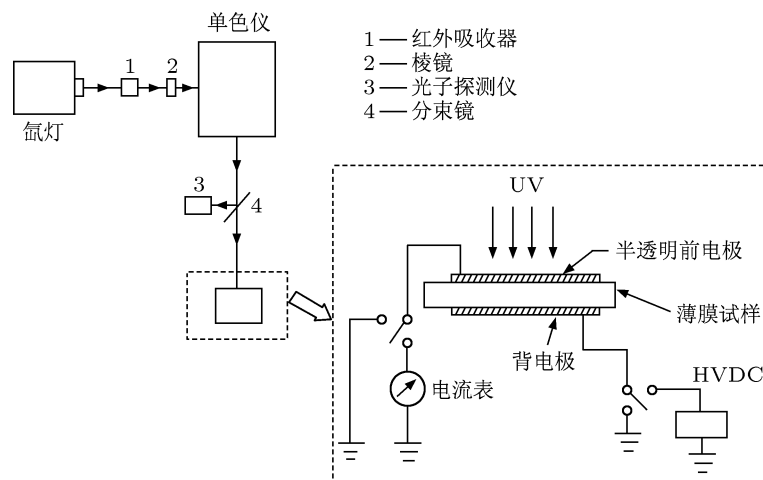 单色仪
1 — 红外吸收器
2 — 棱镜
3 — 光子探测仪
4 — 分束镜
1
2
氙灯
3
4
UV
半透明前电极
薄膜试样
背电极
HVDC
电流表